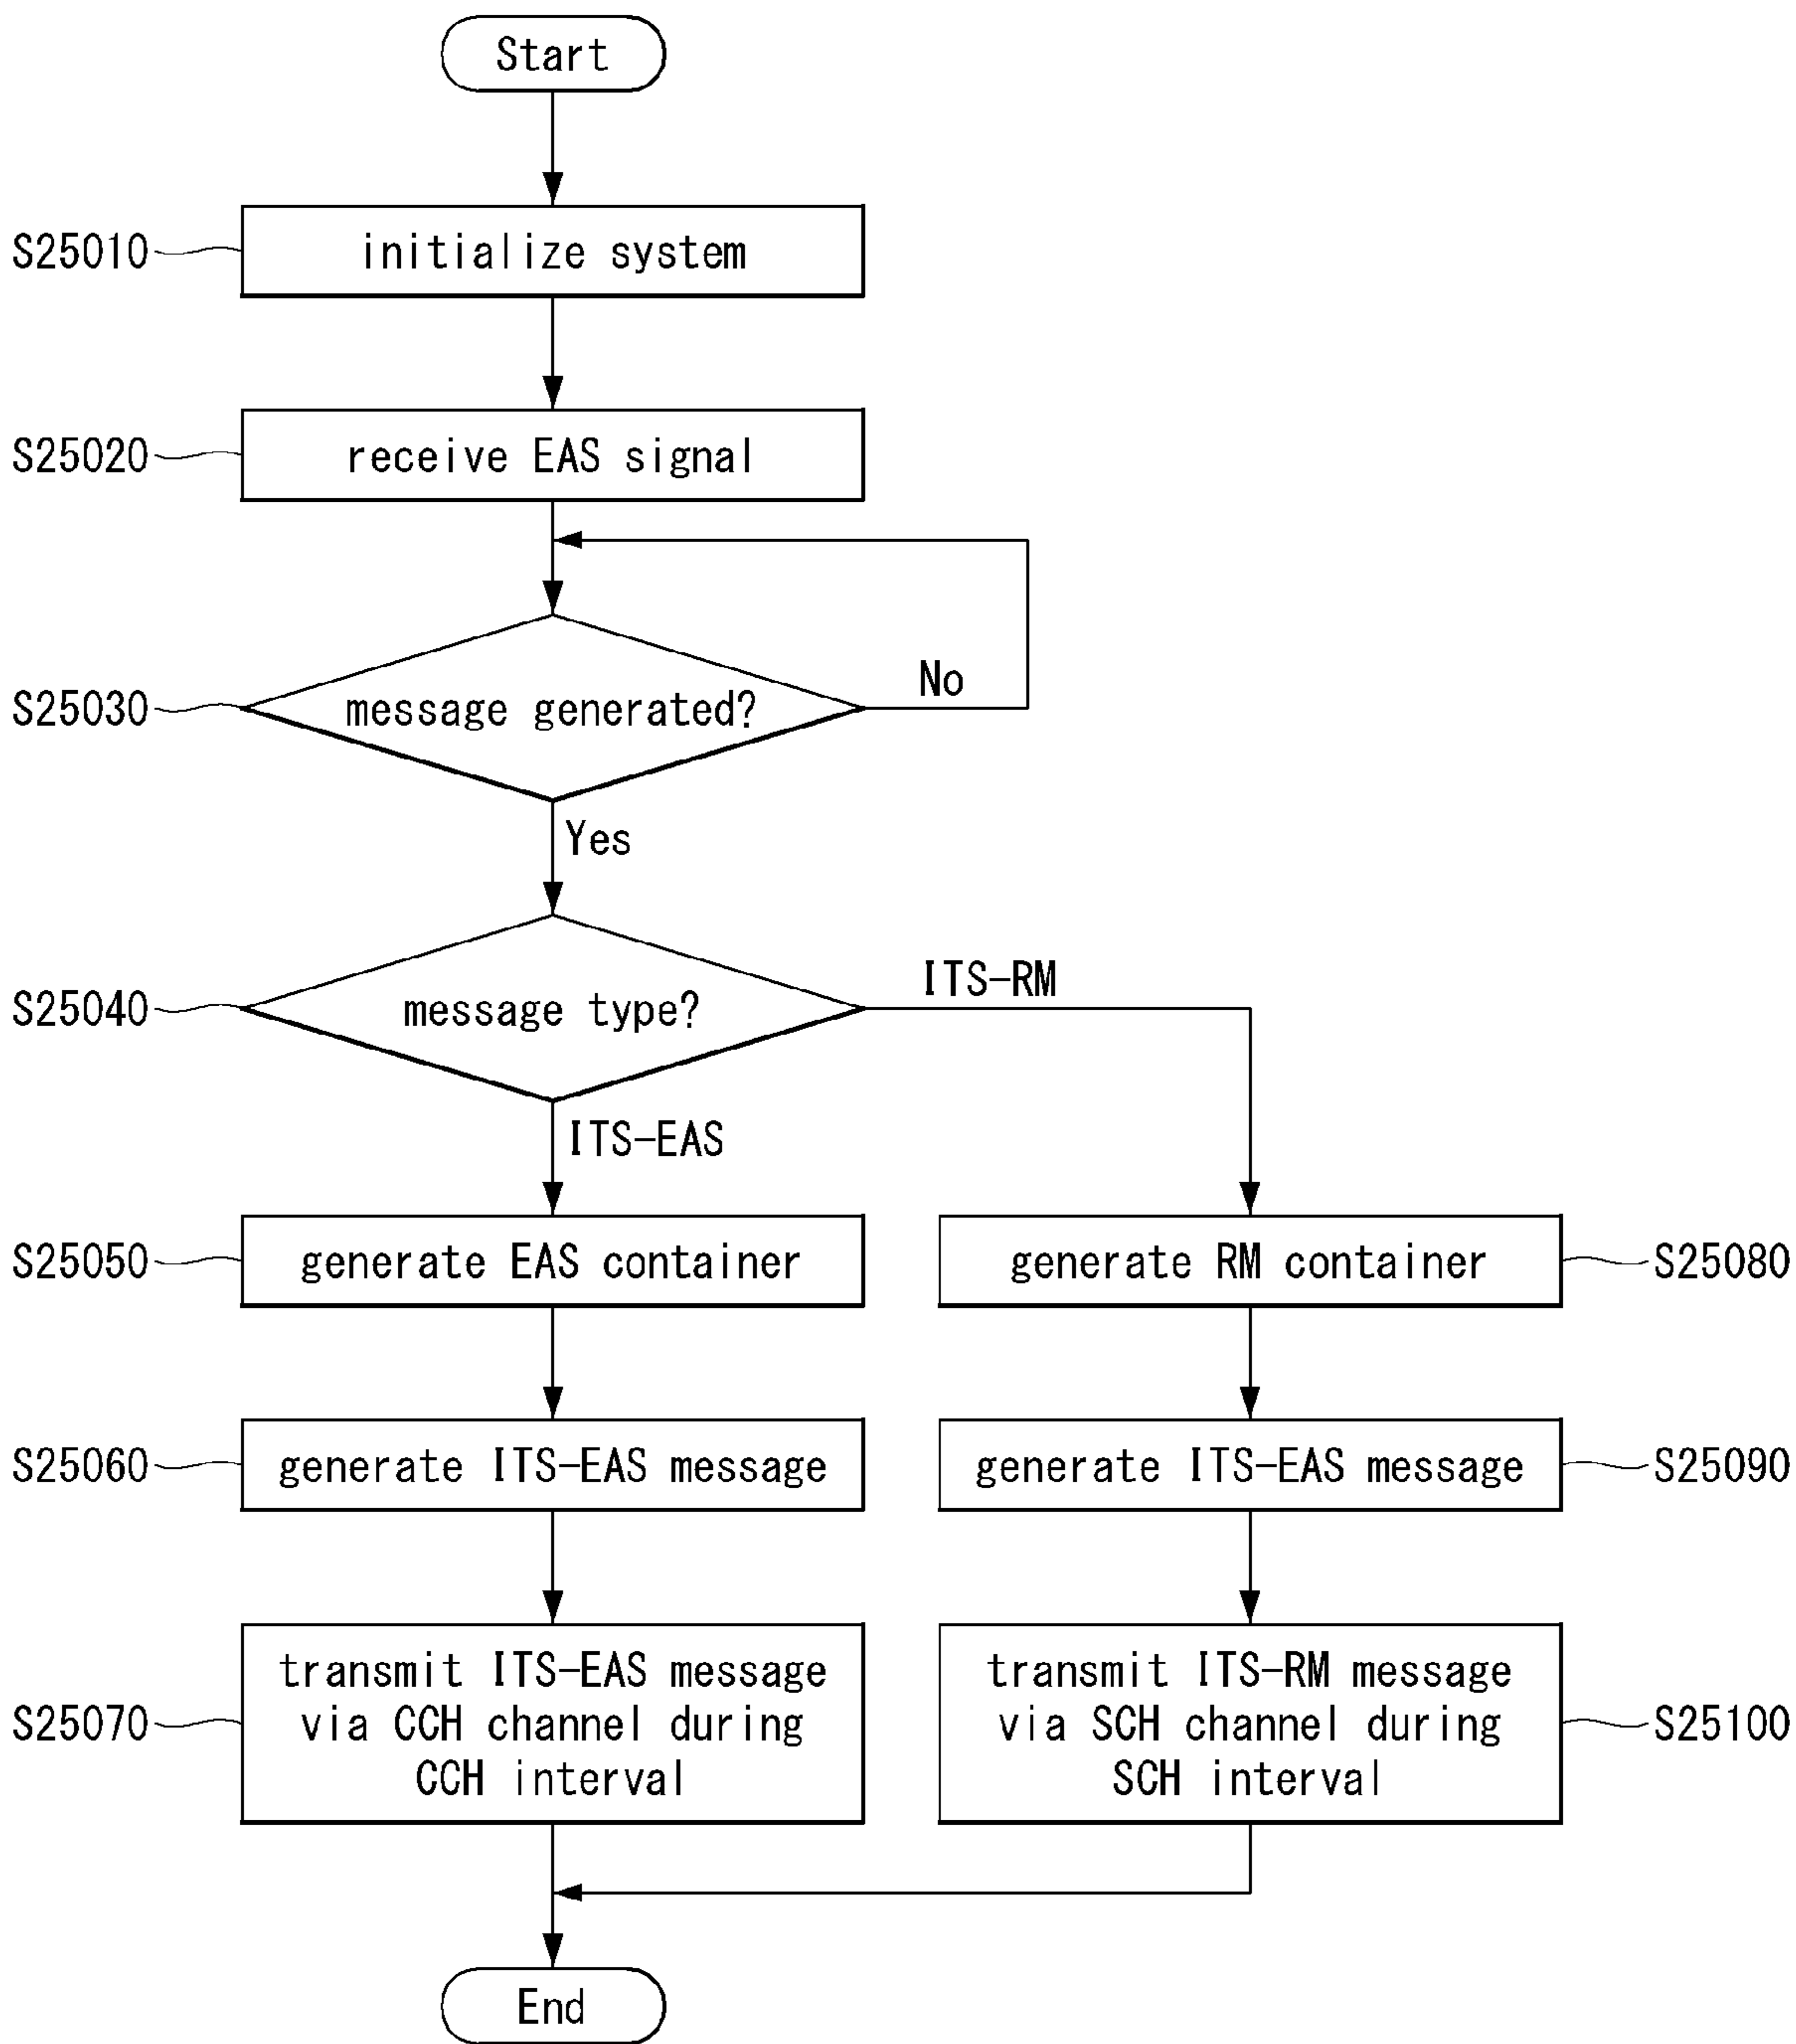 Start
S25010
initialize system
S25020
receive EAS signal
S25030
message generated?
No
Yes
S25040
message type?
ITS-RM
ITS-EAS
S25050
generate EAS container
generate RM container
S25080
S25060
generate ITS-EAS message
generate ITS-EAS message
S25090
S25070
transmit ITS-EAS message
via CCH channel during
CCH interval
transmit ITS-RM message
via SCH channel during
SCH interval
S25100
End